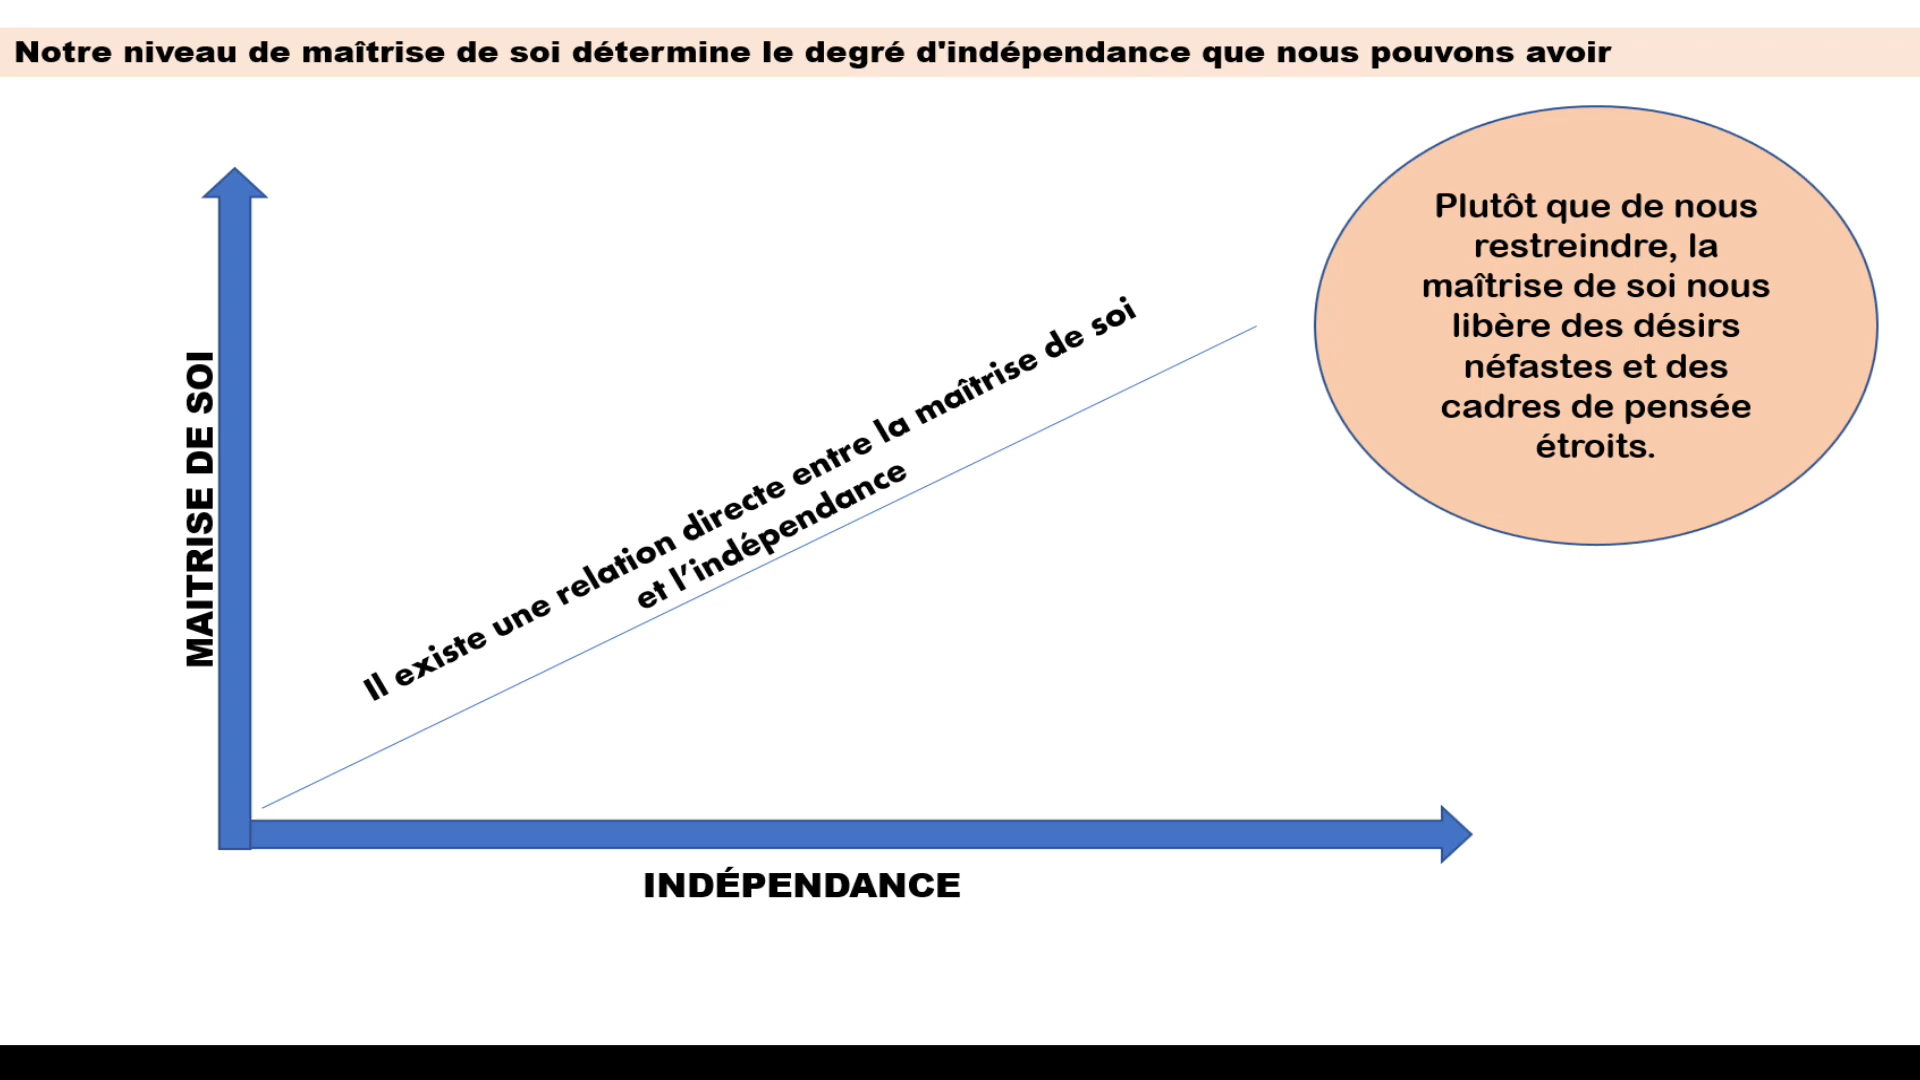 Notre niveau de maîtrise de soi détermine le degré d'indépendance que nous pouvons avoir
Plutôt que de nous
restreindre, la
maîtrise de soi nous
libère des désirs
néfastes et des
cadres de pensée
étroits.
MAITRISE DE SOI
Il existe une relation directe entre la maîtrise de soi
et l'indépendance
INDÉPENDANCE